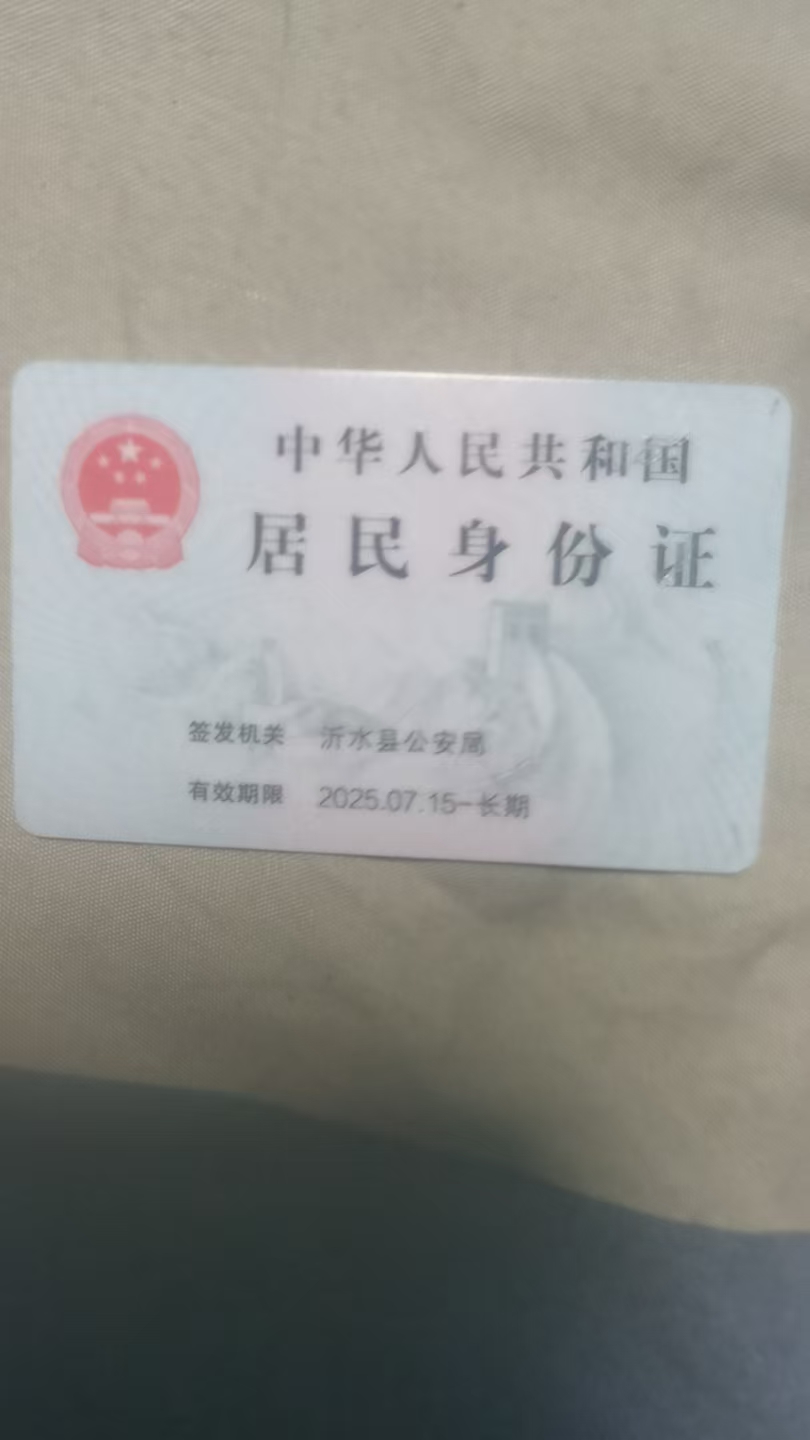 中华人民共和国
居民身份证
签发机关 沂水县公安局
有效期限 2025.07.15-长期